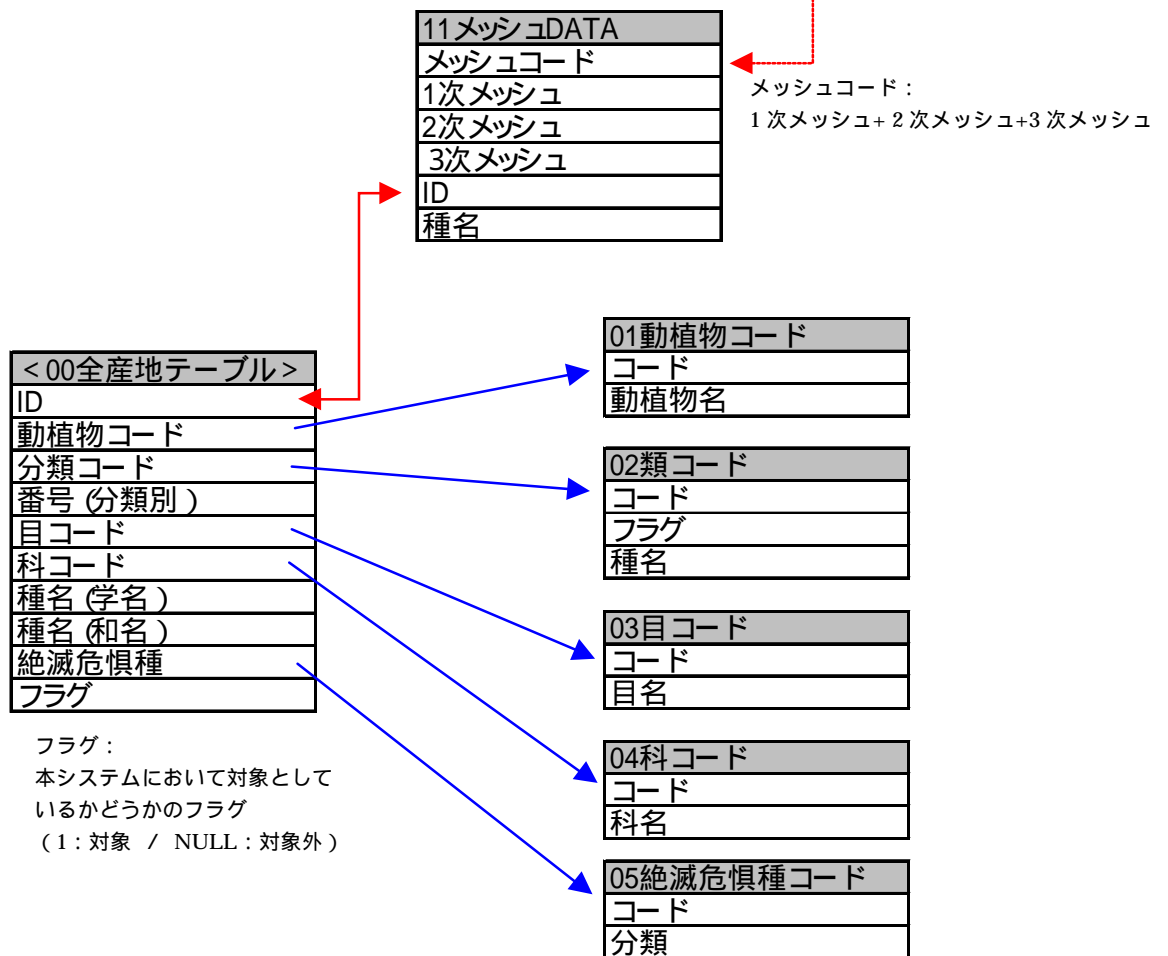 11メッシュDATA
メッシュコード
1次メッシュ
2次メッシュ
3次メッシュ
ID
種名
メッシュコード：
1 次メッシュ+ 2 次メッシュ+3 次メッシュ
<00全産地テーブル>
ID
動植物コード
分類コード
番号(分類別)
目コード
科コード
種名(学名)
種名(和名)
絶滅危惧種
フラグ
フラグ：
本システムにおいて対象として
いるかどうかのフラグ
(1：対象 / NULL：対象外)
01動植物コード
コード
動植物名
02類コード
コード
フラグ
種名
03目コード
コード
目名
04科コード
コード
科名
05絶滅危惧種コード
コード
分類